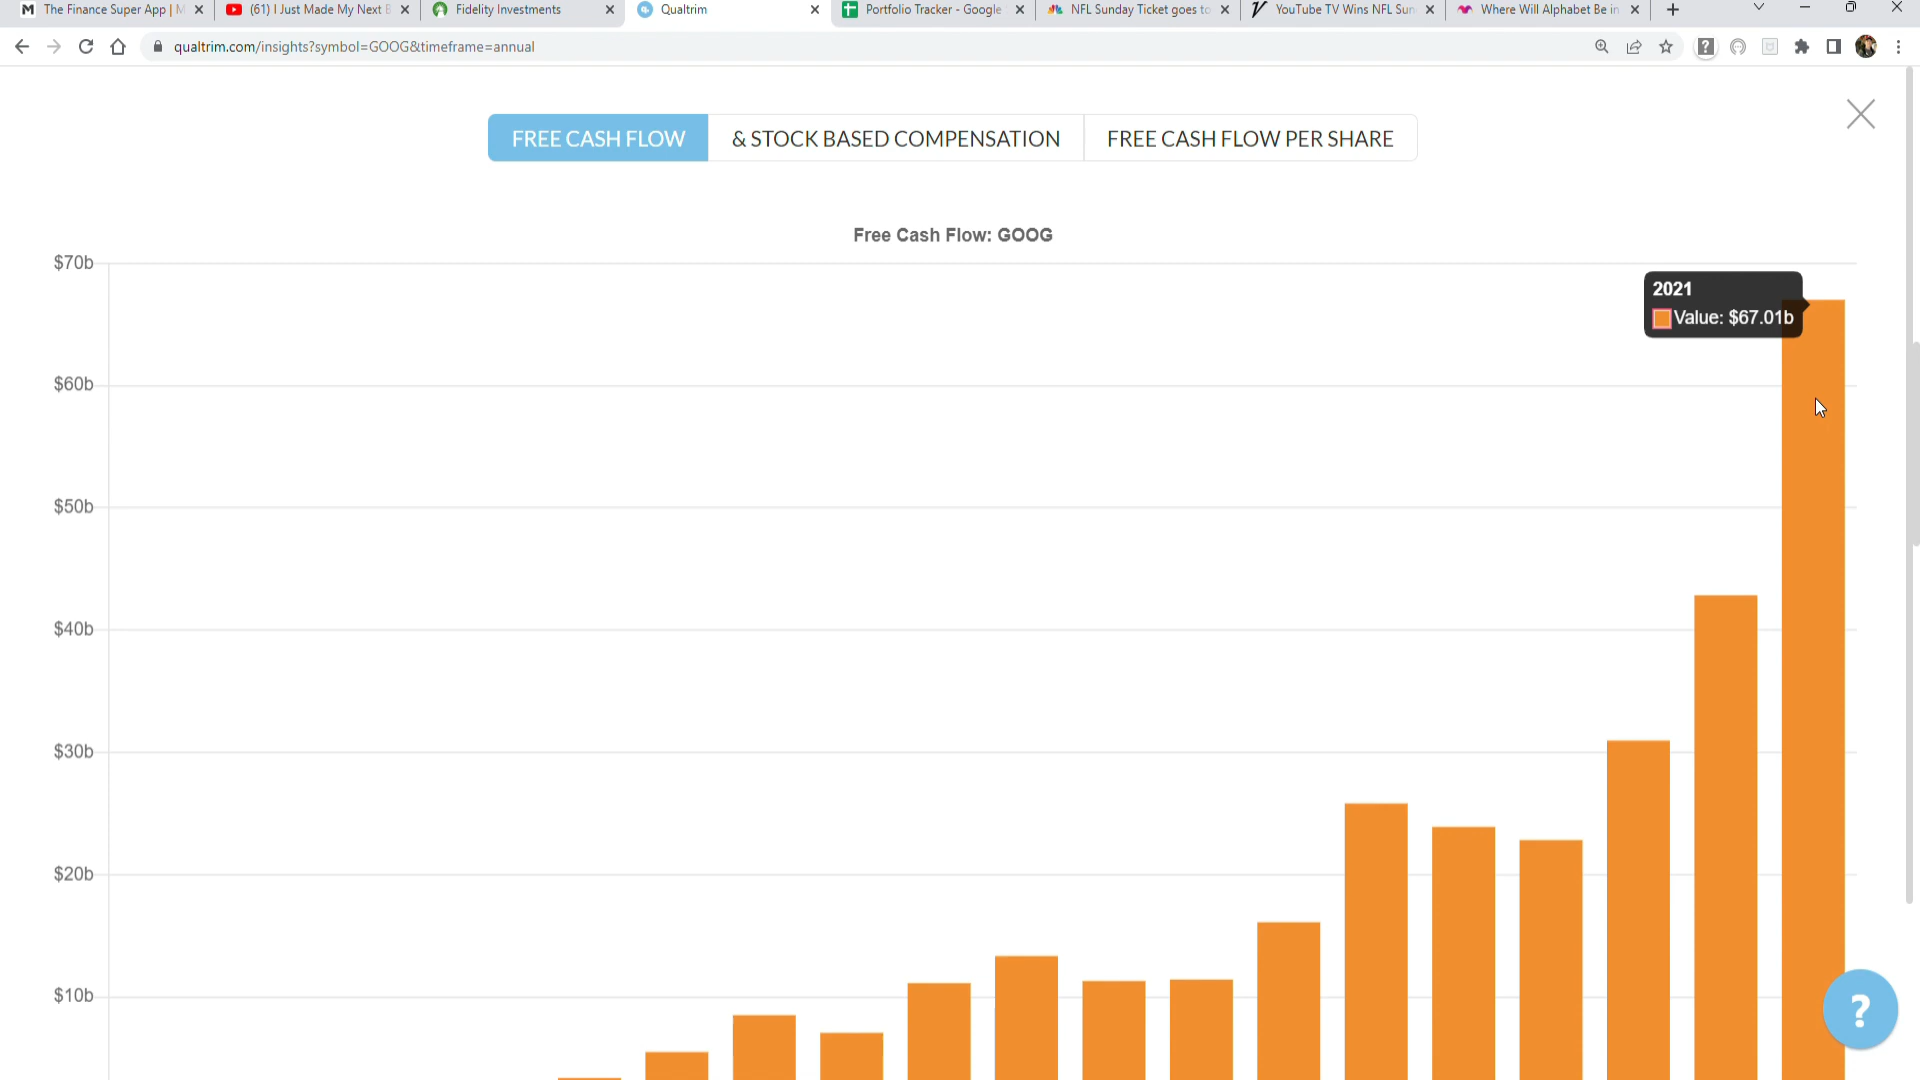 The Finance Super App | M
(61) I Just Made My Next B
Fidelity Investments
Qualtrim
Portfolio Tracker - Google
NFL Sunday Ticket goes to
YouTube TV Wins NFL Sun
Where Will Alphabet Be in
qualtrim.com/insights?symbol=GOOG&timeframe=annual
FREE CASH FLOW
& STOCK BASED COMPENSATION
FREE CASH FLOW PER SHARE
Free Cash Flow: GOOG
$70b
2021
Value: $67.01b
$60b
$50b
$40b
$30b
$20b
$10b
?